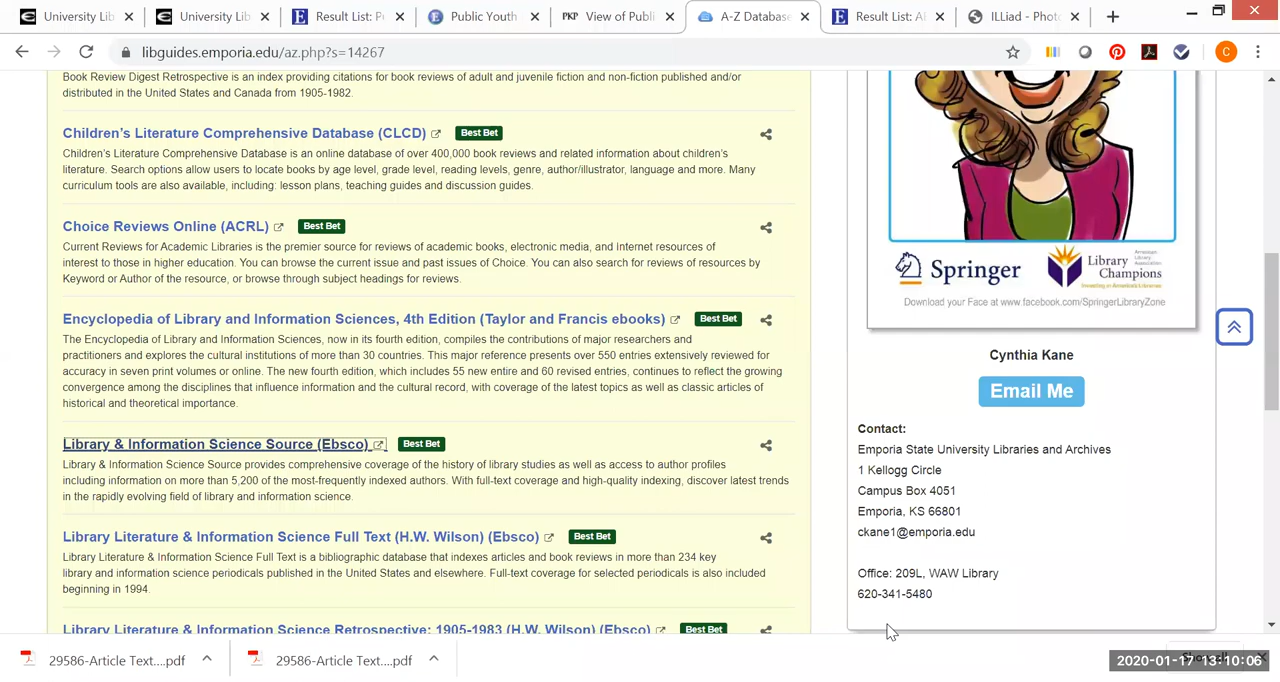 University Lib
University Lib
Result List: P
Public Youth
PKP View of Publi
A-Z Database
Result List: A
ILLiad - Phot
libguides.emporia.edu/az.php?s=14267
C
Book Review Digest Retrospective is an index providing citations for book reviews of adult and juvenile fiction and non-fiction published and/or
distributed in the United States and Canada from 1905-1982.
Children's Literature Comprehensive Database (CLCD) Best Bet
Children's Literature Comprehensive Database is an online database of over 400,000 book reviews and related information about children's
literature. Search options allow users to locate books by age level, grade level, reading levels, genre, author/illustrator, language and more. Many
curriculum tools are also available, including: lesson plans, teaching guides and discussion guides.
Choice Reviews Online (ACRL) Best Bet
Current Reviews for Academic Libraries is the premier source for reviews of academic books, electronic media, and Internet resources of
interest to those in higher education. You can browse the current issue and past issues of Choice. You can also search for reviews of resources by
Keyword or Author of the resource, or browse through subject headings for reviews.
Encyclopedia of Library and Information Sciences, 4th Edition (Taylor and Francis ebooks) Best Bet
The Encyclopedia of Library and Information Sciences, now in its fourth edition, compiles the contributions of major researchers and
practitioners and explores the cultural institutions of more than 30 countries. This major reference presents over 550 entries extensively reviewed for
accuracy in seven print volumes or online. The new fourth edition, which includes 55 new entire and 60 revised entries, continues to reflect the growing
convergence among the disciplines that influence information and the cultural record, with coverage of the latest topics as well as classic articles of
historical and theoretical importance.
Library & Information Science Source (Ebsco) Best Bet
Library & Information Science Source provides comprehensive coverage of the history of library studies as well as access to author profiles
including information on more than 5,200 of the most-frequently indexed authors. With full-text coverage and high-quality indexing, discover latest trends
in the rapidly evolving field of library and information science.
Library Literature & Information Science Full Text (H.W. Wilson) (Ebsco) Best Bet
Library Literature & Information Science Full Text is a bibliographic database that indexes articles and book reviews in more than 234 key
library and information science periodicals published in the United States and elsewhere. Full-text coverage for selected periodicals is also included
beginning in 1994.
Library Literature & Information Science Retrospective: 1905-1983 (H.W. Wilson) (Ebsco) Best Bet
Springer
American
Library
Association
Library
Champions
Investing in America's Libraries
Download your Face at www.facebook.com/SpringerLibraryZone
Cynthia Kane
Email Me
Contact:
Emporia State University Libraries and Archives
1 Kellogg Circle
Campus Box 4051
Emporia, KS 66801
ckane1@emporia.edu
Office: 209L, WAW Library
620-341-5480
29586-Article Text....pdf
29586-Article Text....pdf
2020-01-17 13:10:06